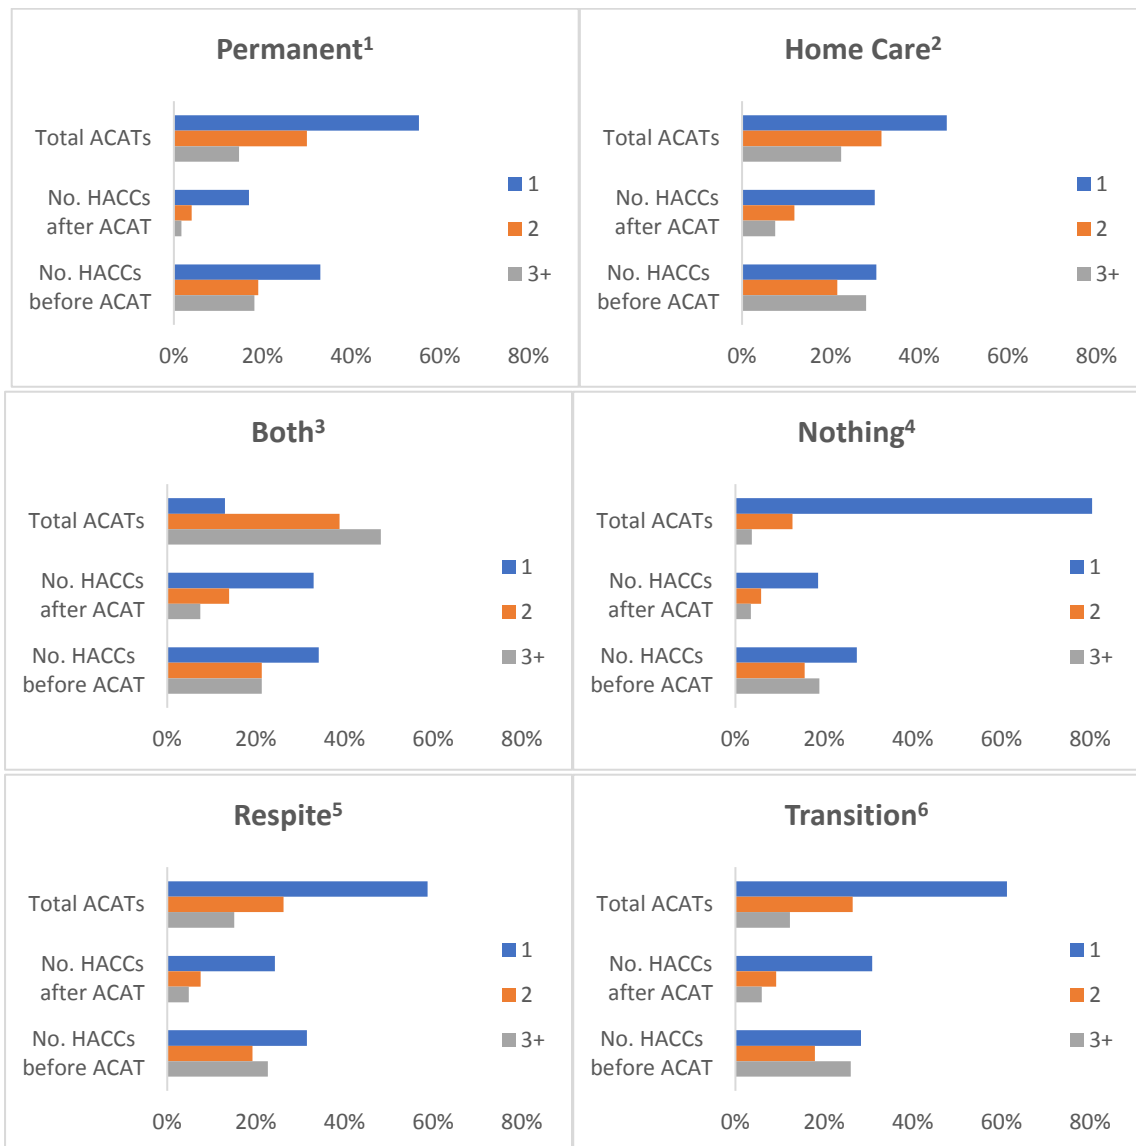 Permanent¹
Total ACATs
No. HACCs
after ACAT
No. HACCs
before ACAT
0% 20% 40% 60% 80%
1
2
3+
Home Care²
Total ACATs
No. HACCs
after ACAT
No. HACCs
before ACAT
0% 20% 40% 60% 80%
1
2
3+
Both³
Total ACATs
No. HACCs
after ACAT
No. HACCs
before ACAT
0% 20% 40% 60% 80%
1
2
3+
Nothing⁴
Total ACATs
No. HACCs
after ACAT
No. HACCs
before ACAT
0% 20% 40% 60% 80%
1
2
3+
Respite⁵
Total ACATs
No. HACCs
after ACAT
No. HACCs
before ACAT
0% 20% 40% 60% 80%
1
2
3+
Transition⁶
Total ACATs
No. HACCs
after ACAT
No. HACCs
before ACAT
0% 20% 40% 60% 80%
1
2
3+